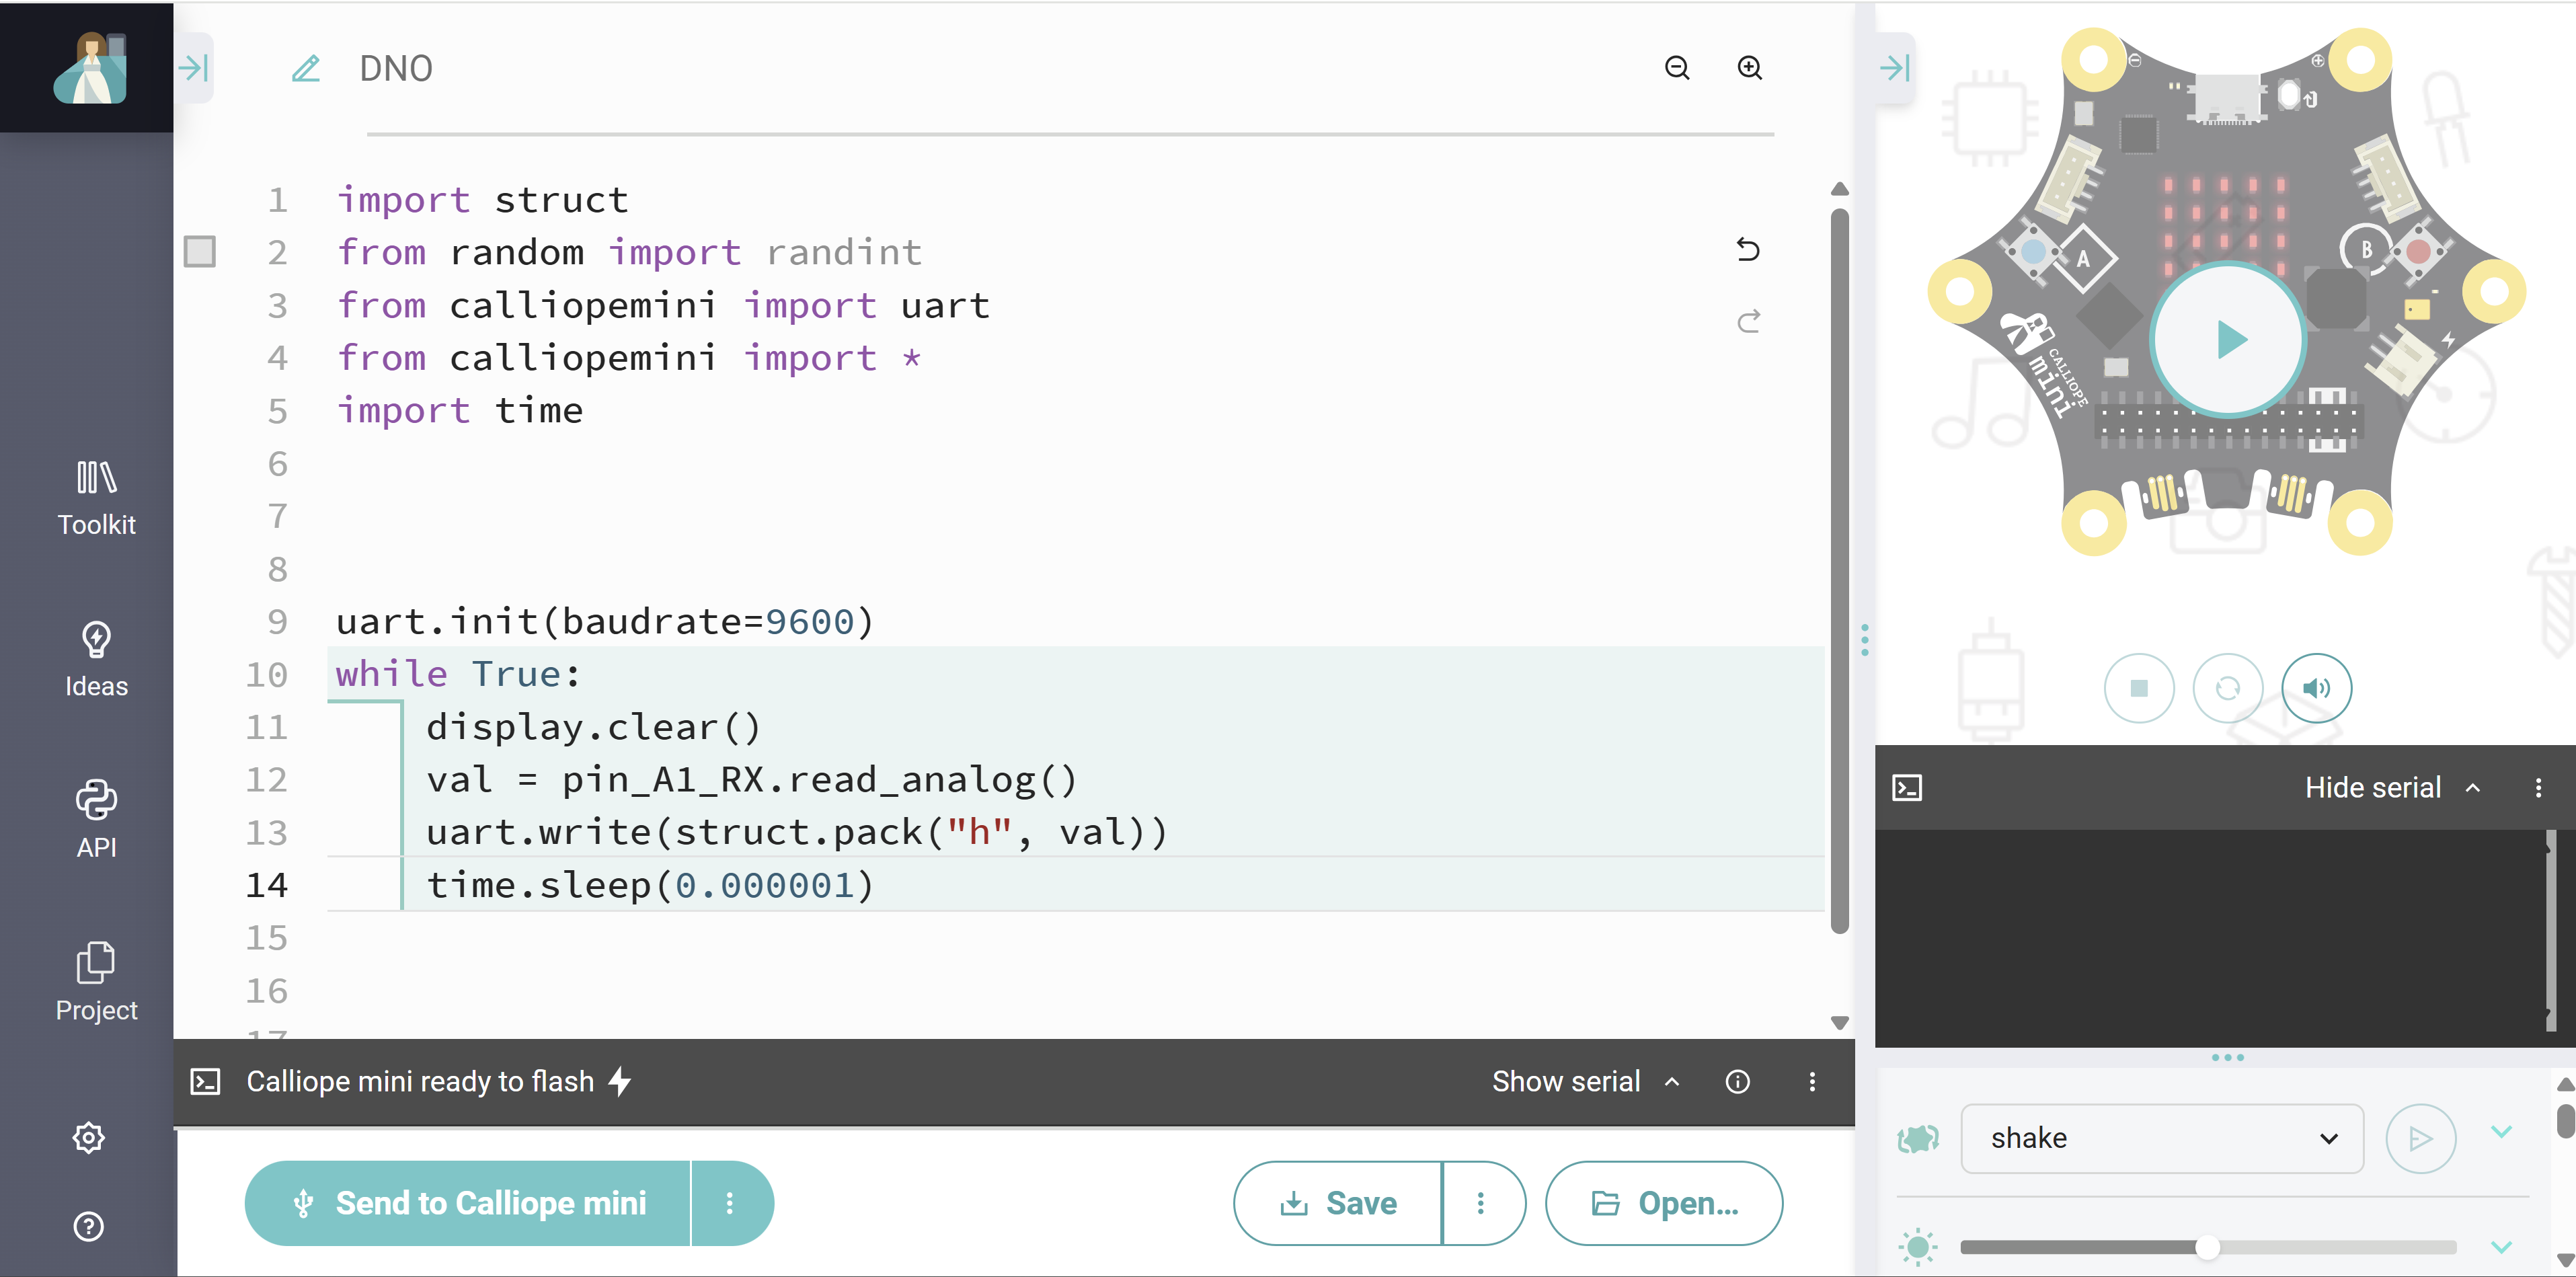 DNO
1 import struct
2 from random import randint
3 from calliopemini import uart
4 from calliopemini import *
5 import time
6
7
8
9 uart.init(baudrate=9600)
10 while True:
11 display.clear()
12 val = pin_A1_RX.read_analog()
13 uart.write(struct.pack("h", val))
14 time.sleep(0.000001)
15
16
17
Toolkit
Ideas
API
Project
Calliope mini ready to flash
Show serial
Send to Calliope mini
Save
Open...
A
B
CALLIOPE
mini
Hide serial
shake